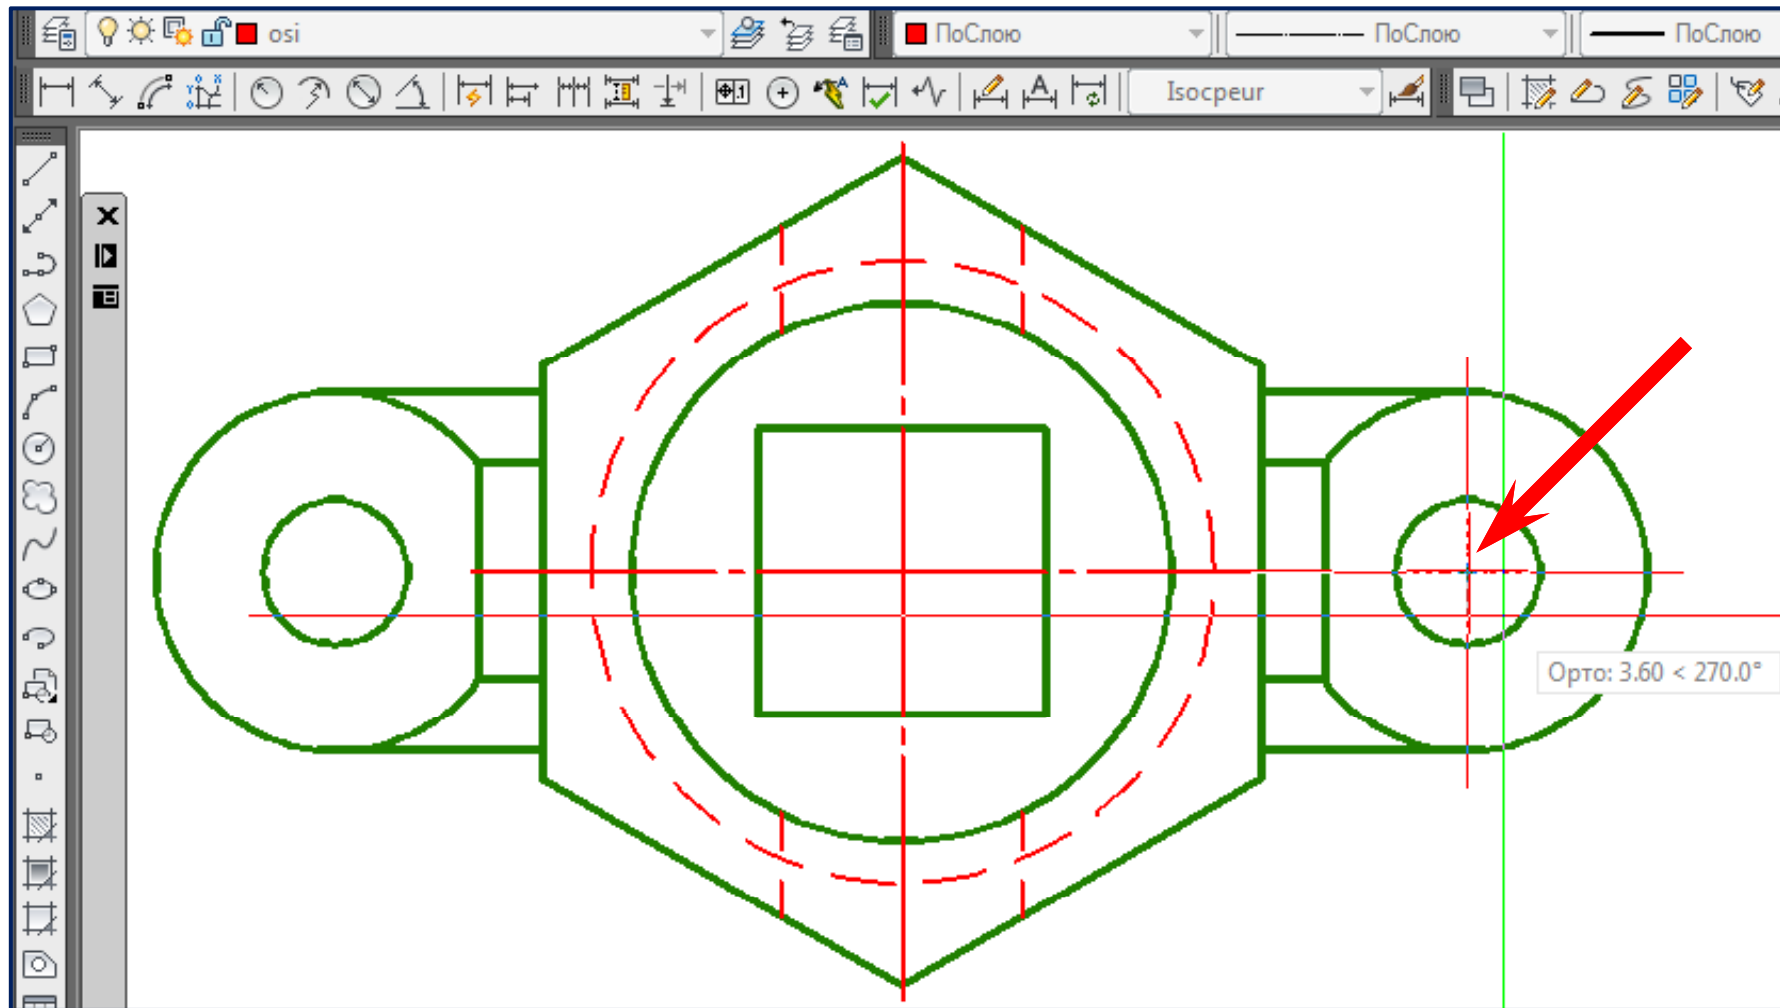 osi ПоСлою ПоСлою ПоСлою
Isocpeur
Орто: 3.60 < 270.0°